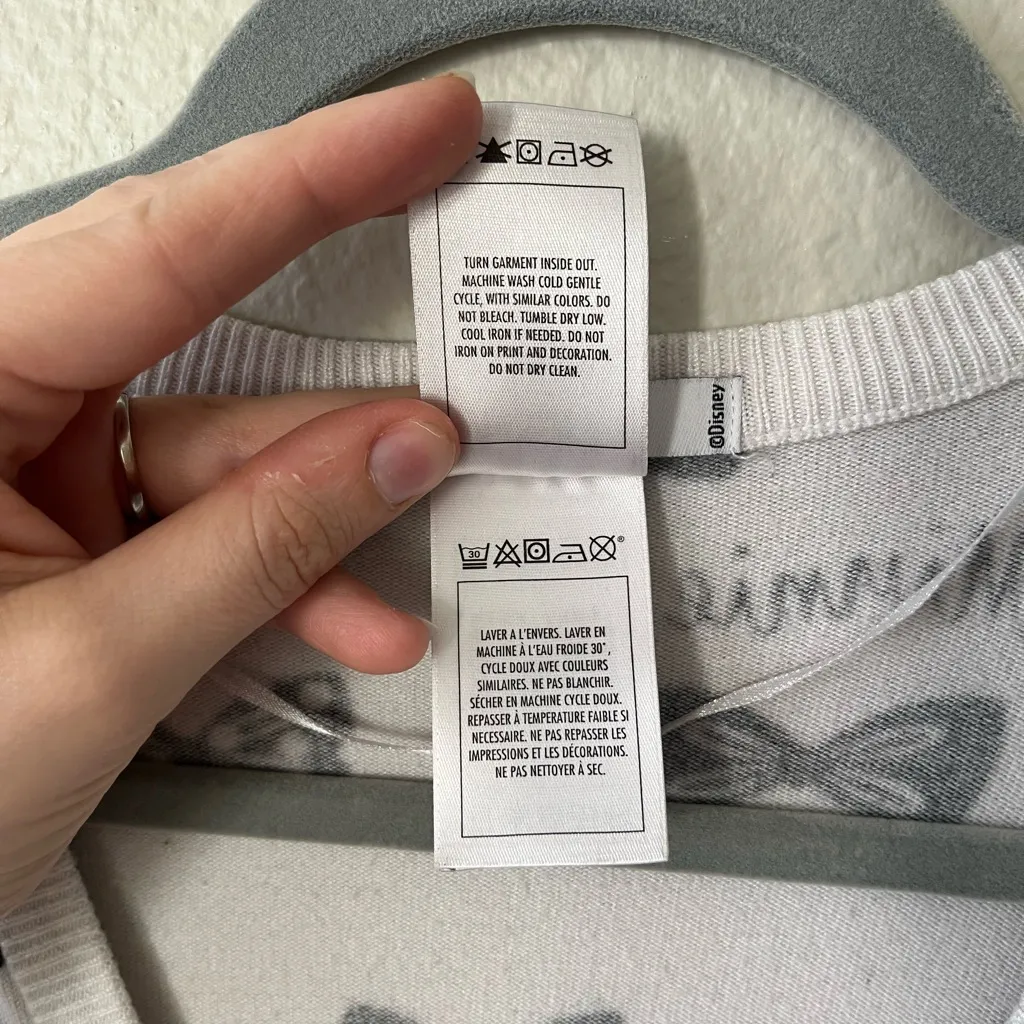 TURN GARMENT INSIDE OUT.
MACHINE WASH COLD GENTLE
CYCLE, WITH SIMILAR COLORS. DO
NOT BLEACH. TUMBLE DRY LOW.
COOL IRON IF NEEDED. DO NOT
IRON ON PRINT AND DECORATION.
DO NOT DRY CLEAN.
©Disney
30
®
LAVER A L'ENVERS. LAVER EN
MACHINE À L'EAU FROIDE 30°,
CYCLE DOUX AVEC COULEURS
SIMILAIRES. NE PAS BLANCHIR.
SÉCHER EN MACHINE CYCLE DOUX.
REPASSER À TEMPERATURE FAIBLE SI
NECESSAIRE. NE PAS REPASSER LES
IMPRESSIONS ET LES DÉCORATIONS.
NE PAS NETTOYER À SEC.